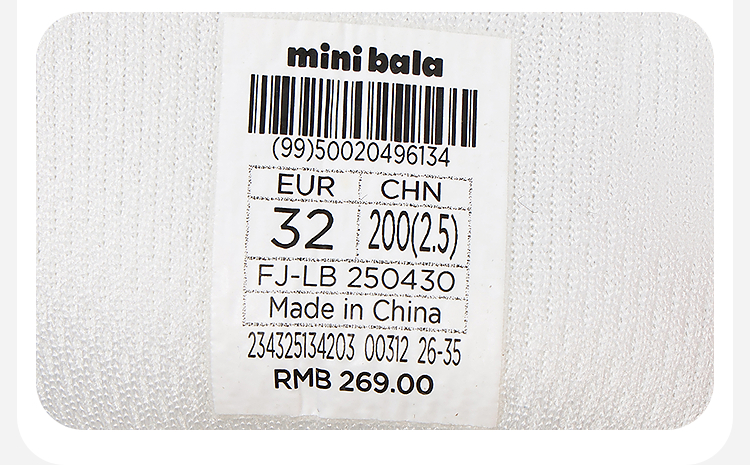 mini bala
(99)50020496134
EUR CHN
32 200(2.5)
FJ-LB 250430
Made in China
234325134203 00312 26-35
RMB 269.00